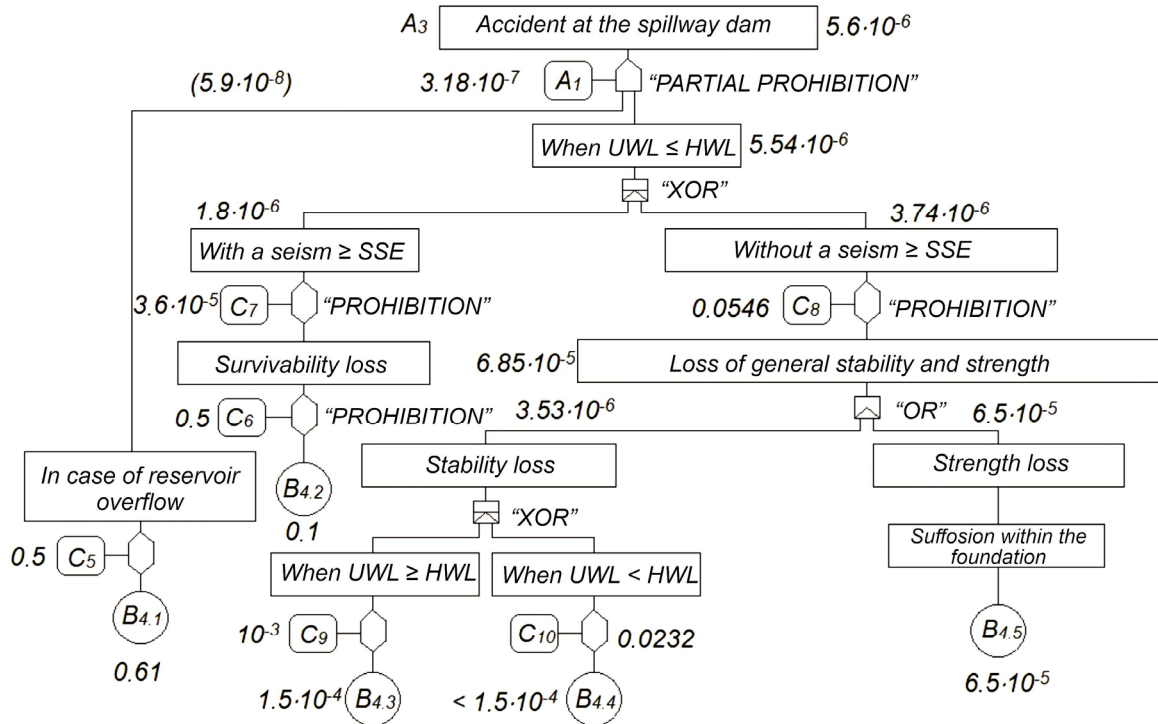 A₃ Accident at the spillway dam 5.6·10⁻⁶
(5.9·10⁻⁸) 3.18·10⁻⁷ A₁ “PARTIAL PROHIBITION”
When UWL ≤ HWL 5.54·10⁻⁶
“XOR”
1.8·10⁻⁶ 3.74·10⁻⁶
With a seism ≥ SSE Without a seism ≥ SSE
3.6·10⁻⁵ C₇ “PROHIBITION” 0.0546 C₈ “PROHIBITION”
Survivability loss 6.85·10⁻⁵ Loss of general stability and strength
0.5 C₆ “PROHIBITION” 3.53·10⁻⁶ “OR” 6.5·10⁻⁵
In case of reservoir
overflow
B₄.₂ Stability loss Strength loss
0.1 “XOR” Suffosion within the
foundation
0.5 C₅ When UWL ≥ HWL When UWL < HWL
B₄.₁ 10⁻³ C₉ C₁₀ 0.0232 B₄.₅
0.61 1.5·10⁻⁴ B₄.₃ < 1.5·10⁻⁴ B₄.₄ 6.5·10⁻⁵